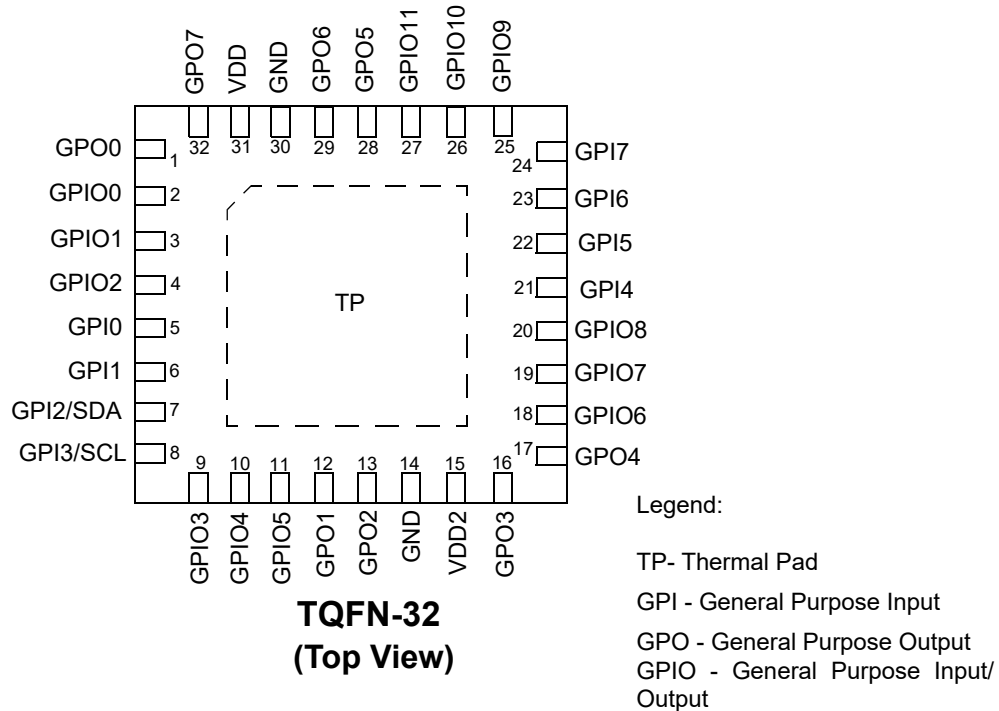 GPO7 VDD GND GPO6 GPO5 GPIO11 GPIO10 GPIO9
32 31 30 29 28 27 26 25
GPO0 1
GPIO0 2
GPIO1 3
GPIO2 4
GPI0 5
GPI1 6
GPI2/SDA 7
GPI3/SCL 8
TP
24 GPI7
23 GPI6
22 GPI5
21 GPI4
20 GPIO8
19 GPIO7
18 GPIO6
17 GPO4
9 10 11 12 13 14 15 16
GPIO3 GPIO4 GPIO5 GPO1 GPO2 GND VDD2 GPO3
TQFN-32
(Top View)
Legend:
TP- Thermal Pad
GPI - General Purpose Input
GPO - General Purpose Output
GPIO - General Purpose Input/
Output